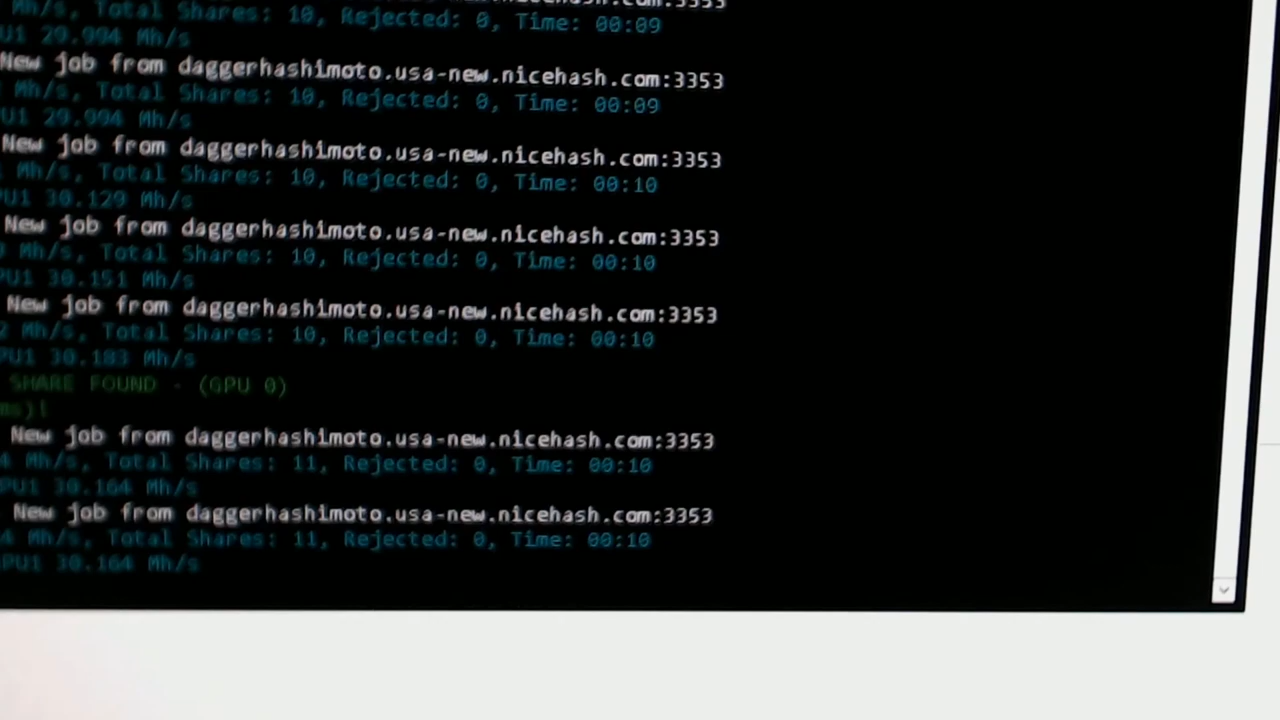 Mh/s, Total Shares: 10, Rejected: 0, Time: 00:09
U1 29.994 Mh/s
New job from daggerhashimoto.usa-new.nicehash.com:3353
Mh/s, Total Shares: 10, Rejected: 0, Time: 00:09
U1 29.994 Mh/s
New job from daggerhashimoto.usa-new.nicehash.com:3353
Mh/s, Total Shares: 10, Rejected: 0, Time: 00:10
PU1 30.129 Mh/s
New job from daggerhashimoto.usa-new.nicehash.com:3353
Mh/s, Total Shares: 10, Rejected: 0, Time: 00:10
PU1 30.151 Mh/s
New job from daggerhashimoto.usa-new.nicehash.com:3353
2 Mh/s, Total Shares: 10, Rejected: 0, Time: 00:10
PU1 30.183 Mh/s
SHARE FOUND - (GPU 0)
ms)!
New job from daggerhashimoto.usa-new.nicehash.com:3353
4 Mh/s, Total Shares: 11, Rejected: 0, Time: 00:10
PU1 30.164 Mh/s
New job from daggerhashimoto.usa-new.nicehash.com:3353
4 Mh/s, Total Shares: 11, Rejected: 0, Time: 00:10
PU1 30.164 Mh/s